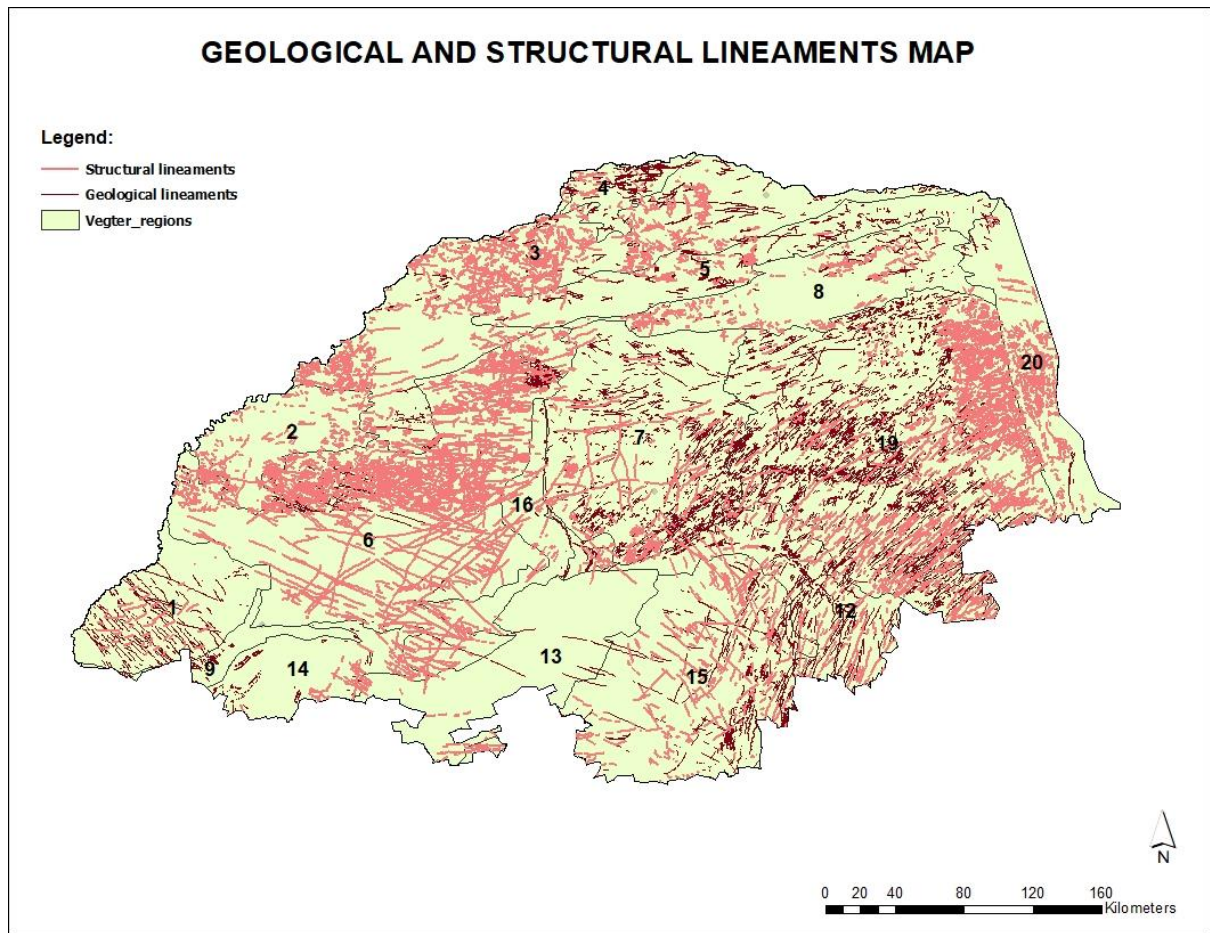 GEOLOGICAL AND STRUCTURAL LINEAMENTS MAP
Legend:
Structural lineaments
Geological lineaments
Vegter_regions
4
3
5
8
20
2
7
19
16
6
1
12
9
14
13
15
N
0 20 40 80 120 160
Kilometers